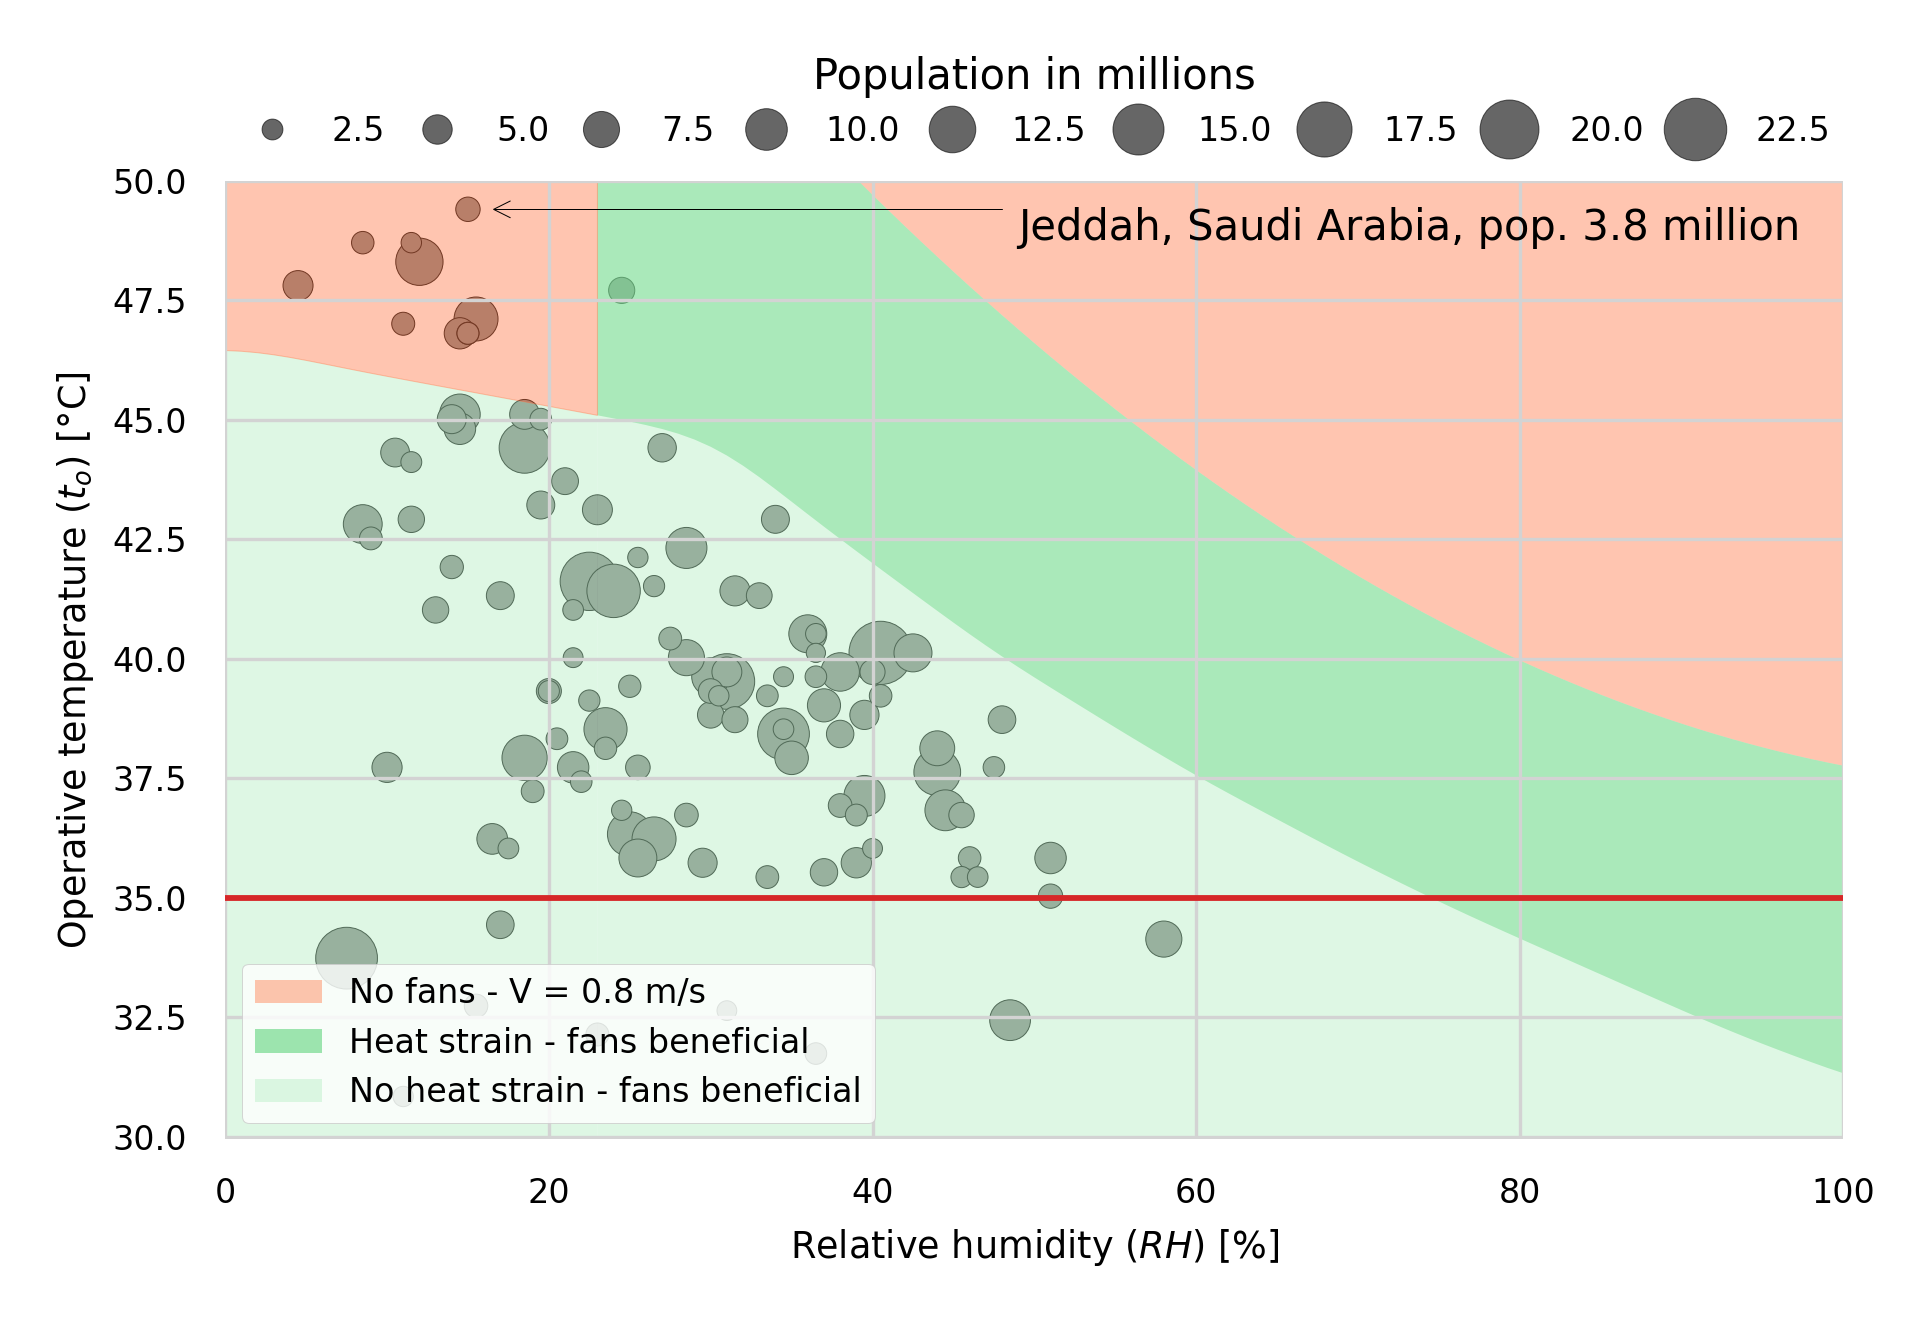 Population in millions
2.5 5.0 7.5 10.0 12.5 15.0 17.5 20.0 22.5
50.0
Jeddah, Saudi Arabia, pop. 3.8 million
47.5
45.0
42.5
40.0
37.5
35.0
32.5
30.0
Operative temperature (t_o) [°C]
No fans - V = 0.8 m/s
Heat strain - fans beneficial
No heat strain - fans beneficial
0 20 40 60 80 100
Relative humidity (RH) [%]